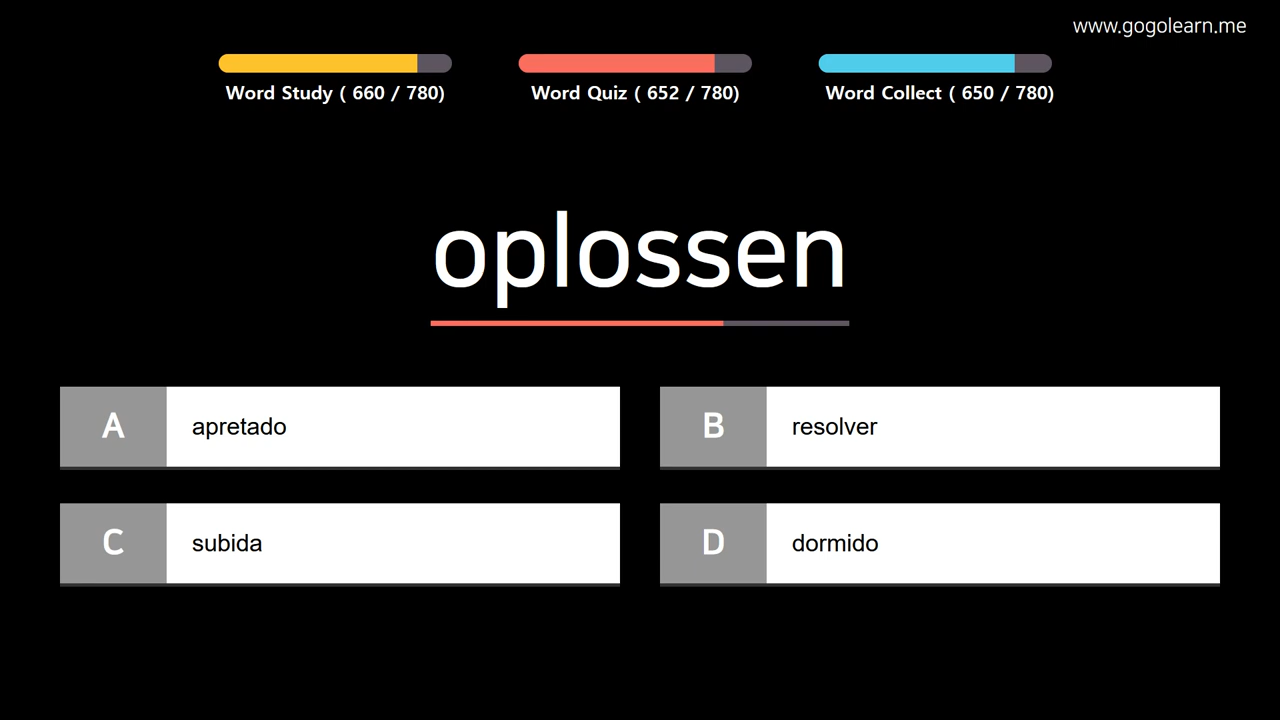 www.gogolearn.me
Word Study ( 660 / 780)
Word Quiz ( 652 / 780)
Word Collect ( 650 / 780)
oplossen
A apretado
B resolver
C subida
D dormido